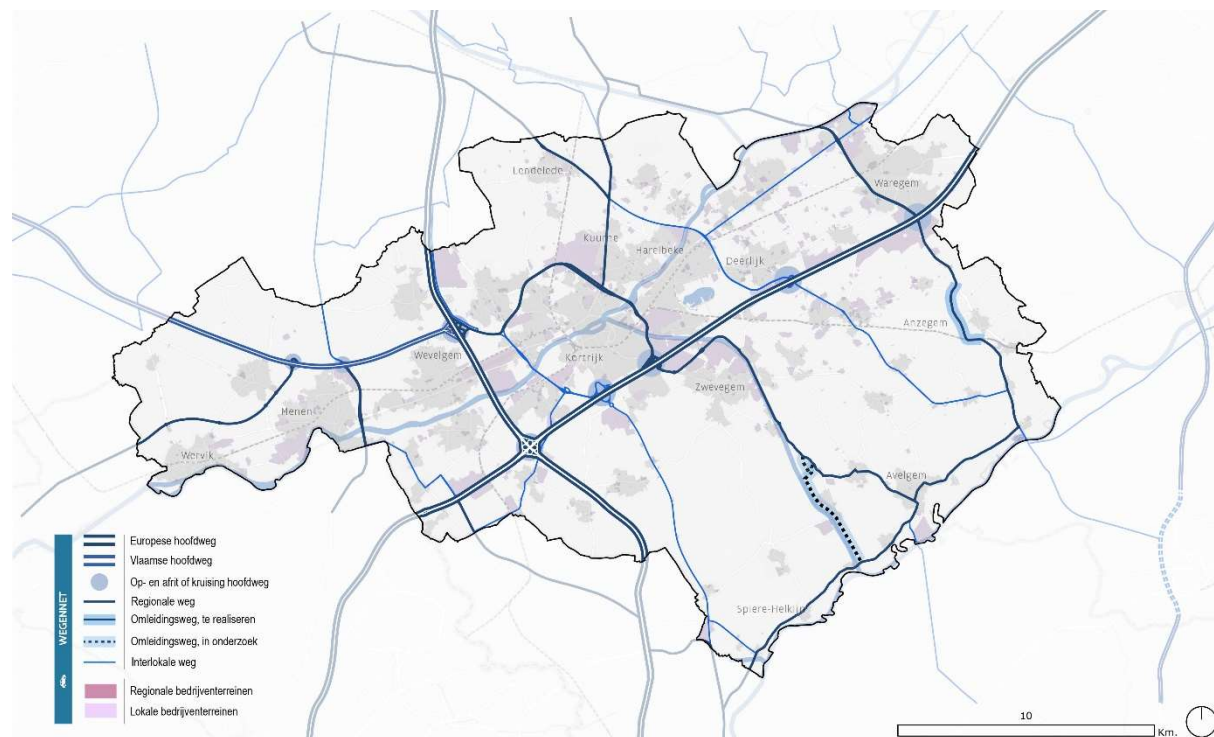 Lendelede
Waregem
Kuurne
Harelbeke
Deerlijk
Anzegem
Wevelgem
Kortrijk
Zwevegem
Menen
Wervik
Avelgem
Spiere-Helkijn
WEGENNET
Europese hoofdweg
Vlaamse hoofdweg
Op- en afrit of kruising hoofdweg
Regionale weg
Omleidingsweg, te realiseren
Omleidingsweg, in onderzoek
Interlokale weg
Regionale bedrijventerreinen
Lokale bedrijventerreinen
10
Km.